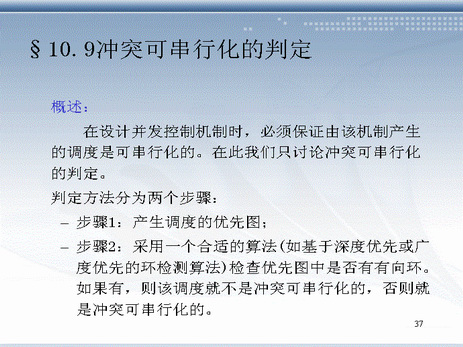 §10.9冲突可串行化的判定
概述：
在设计并发控制机制时，必须保证由该机制产生
的调度是可串行化的。在此我们只讨论冲突可串行化
的判定。
判定方法分为两个步骤：
– 步骤1：产生调度的优先图；
– 步骤2：采用一个合适的算法(如基于深度优先或广
度优先的环检测算法)检查优先图中是否有有向环。
如果有，则该调度就不是冲突可串行化的，否则就
是冲突可串行化的。
37